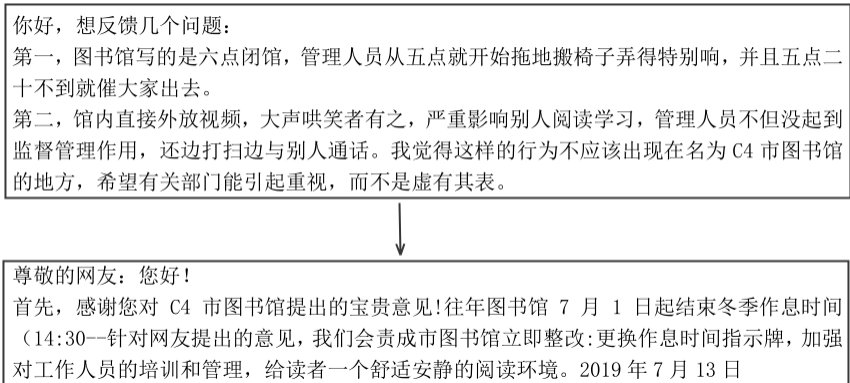 你好，想反馈几个问题：
第一，图书馆写的是六点闭馆，管理人员从五点就开始拖地搬椅子弄得特别响，并且五点二
十不到就催大家出去。
第二，馆内直接外放视频，大声哄笑者有之，严重影响别人阅读学习，管理人员不但没起到
监督管理作用，还边打扫边与别人通话。我觉得这样的行为不应该出现在名为 C4 市图书馆
的地方，希望有关部门能引起重视，而不是虚有其表。
尊敬的网友：您好！
首先，感谢您对 C4 市图书馆提出的宝贵意见!往年图书馆 7 月 1 日起结束冬季作息时间
（14:30--针对网友提出的意见，我们会责成市图书馆立即整改:更换作息时间指示牌，加强
对工作人员的培训和管理，给读者一个舒适安静的阅读环境。2019 年 7 月 13 日